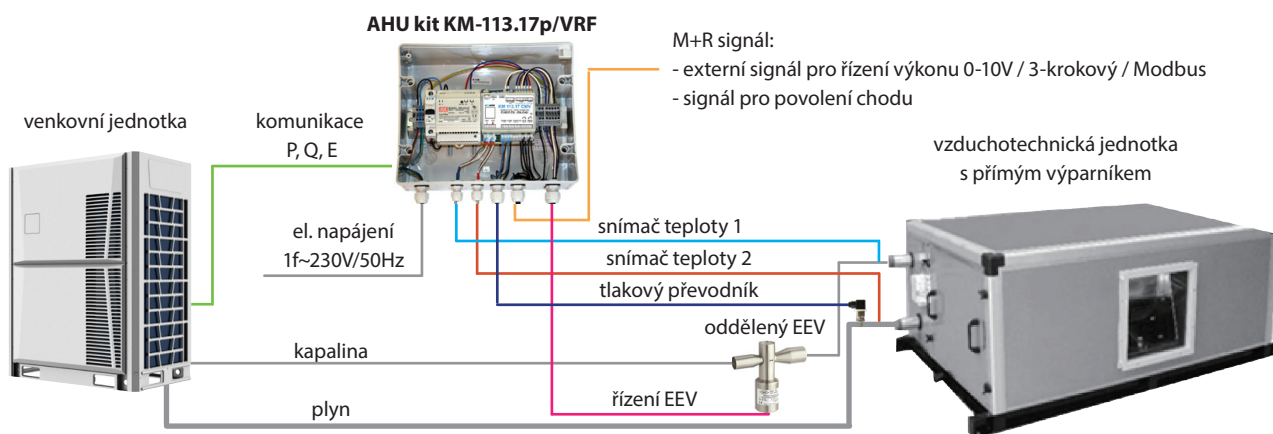 AHU kit KM-113.17p/VRF
M+R signál:
- externí signál pro řízení výkonu 0-10V / 3-krokový / Modbus
- signál pro povolení chodu
venkovní jednotka
komunikace
P, Q, E
vzduchotechnická jednotka
s přímým výparníkem
el. napájení
1f~230V/50Hz
snímač teploty 1
snímač teploty 2
tlakový převodník
oddělený EEV
kapalina
řízení EEV
plyn